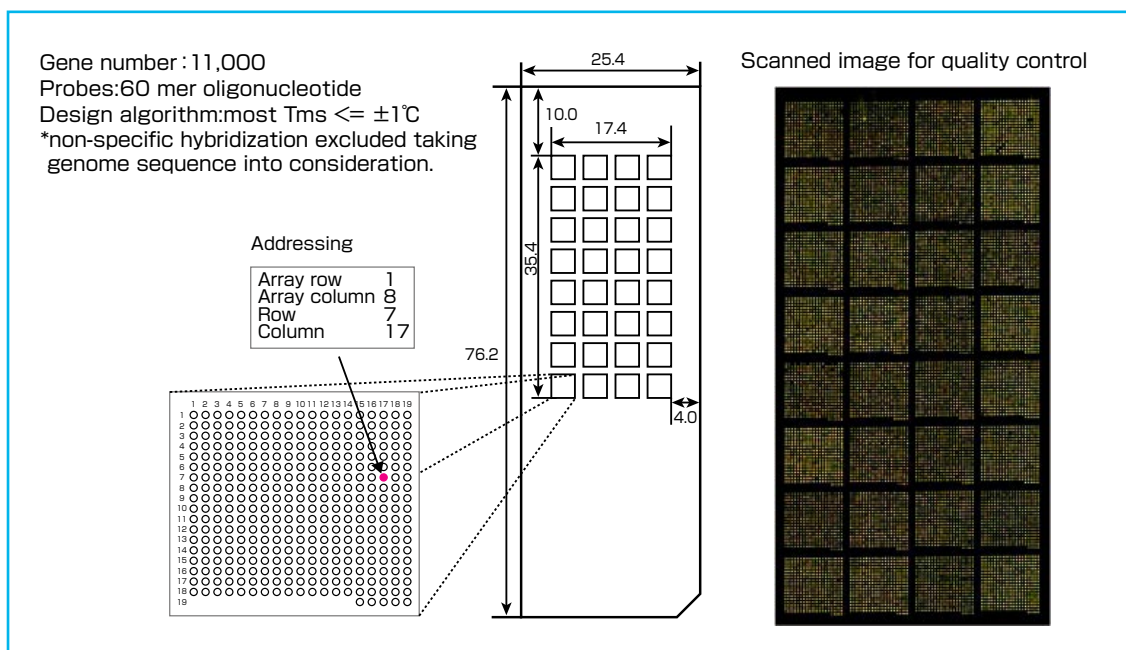 Gene number : 11,000
Probes:60 mer oligonucleotide
Design algorithm:most Tms <= ±1℃
*non-specific hybridization excluded taking
genome sequence into consideration.
25.4
10.0
17.4
35.4
76.2
4.0
Scanned image for quality control
Addressing
Array row 1
Array column 8
Row 7
Column 17
1 2 3 4 5 6 7 8 9 10 11 12 13 14 15 16 17 18 19
1
2
3
4
5
6
7
8
9
10
11
12
13
14
15
16
17
18
19